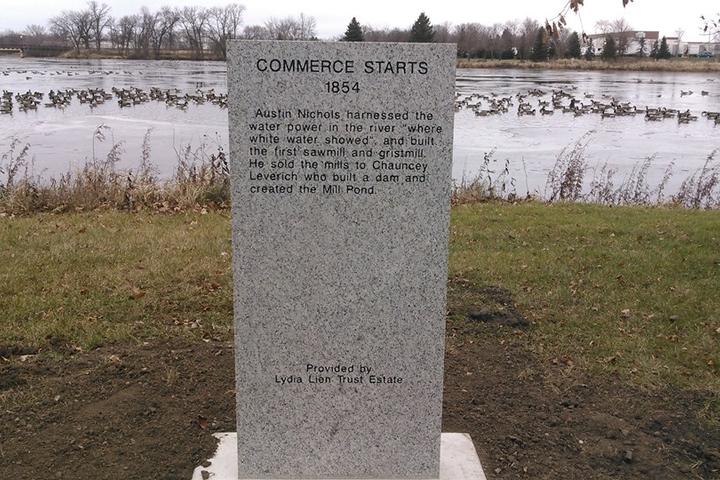 COMMERCE STARTS
1854
Austin Nichols harnessed the
water power in the river "where
white water showed", and built
the first sawmill and gristmill.
He sold the mills to Chauncey
Leverich who built a dam and
created the Mill Pond.
Provided by
Lydia Lien Trust Estate